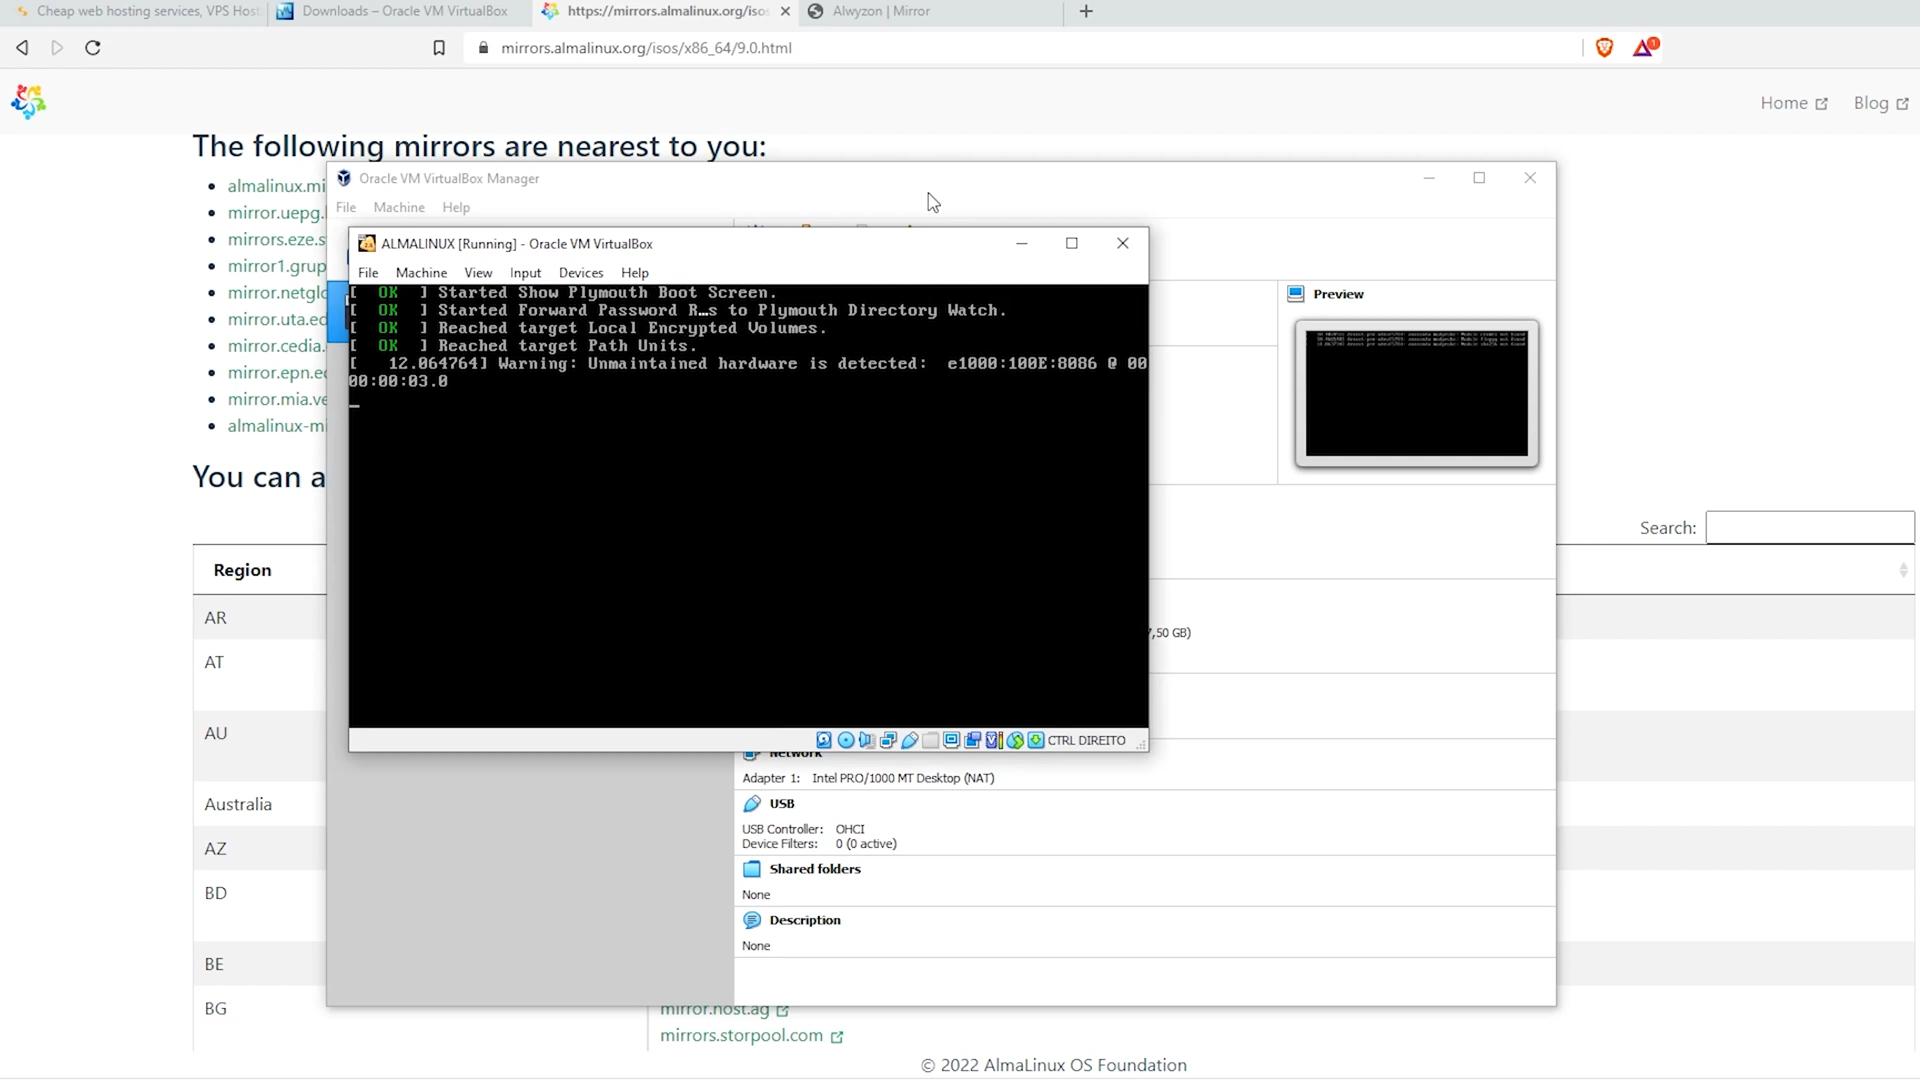 Cheap web hosting services, VPS Host
Downloads – Oracle VM VirtualBox
https://mirrors.almalinux.org/isos
Alwyzon | Mirror
mirrors.almalinux.org/isos/x86_64/9.0.html
1
Home
Blog
The following mirrors are nearest to you:
almalinux.mi
mirror.uepg.
mirrors.eze.s
mirror1.grup
mirror.netglo
mirror.uta.ed
mirror.cedia.
mirror.epn.ec
mirror.mia.ve
almalinux-mi
You can a
Search:
Region
AR
AT
AU
Australia
AZ
BD
BE
BG
mirror.host.ag
mirrors.storpool.com
© 2022 AlmaLinux OS Foundation
Oracle VM VirtualBox Manager
File Machine Help
Preview
7,50 GB)
Network
Adapter 1: Intel PRO/1000 MT Desktop (NAT)
USB
USB Controller: OHCI
Device Filters: 0 (0 active)
Shared folders
None
Description
None
ALMALINUX [Running] - Oracle VM VirtualBox
File Machine View Input Devices Help
[ OK ] Started Show Plymouth Boot Screen.
[ OK ] Started Forward Password R…s to Plymouth Directory Watch.
[ OK ] Reached target Local Encrypted Volumes.
[ OK ] Reached target Path Units.
[ 12.064764] Warning: Unmaintained hardware is detected: e1000:100E:8086 @ 00
00:00:03.0
CTRL DIREITO